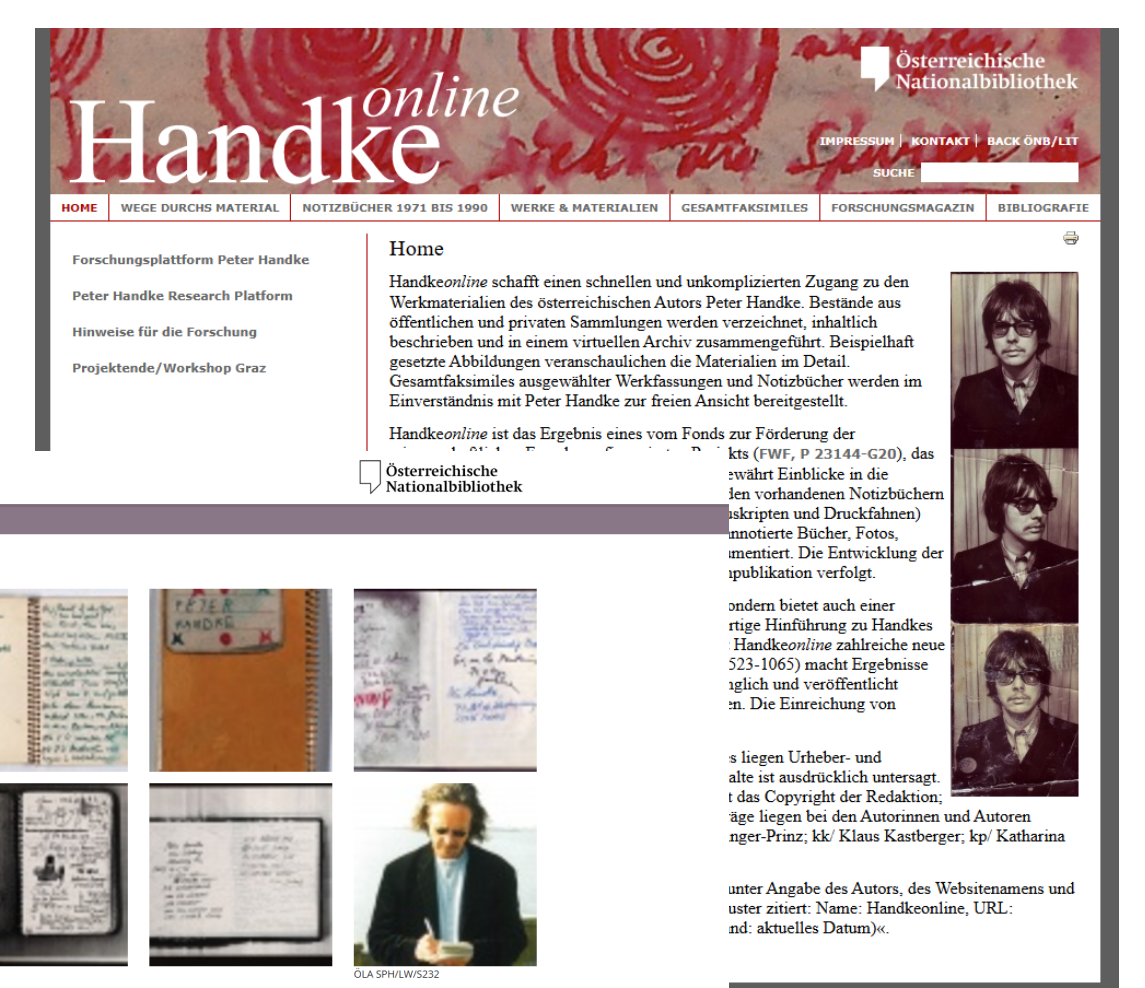 Handke
online
Österreichische
Nationalbibliothek
IMPRESSUM | KONTAKT | BACK ÖNB/LIT
SUCHE
HOME WEGE DURCHS MATERIAL NOTIZBÜCHER 1971 BIS 1990 WERKE & MATERIALIEN GESAMTFAKSIMILES FORSCHUNGSMAGAZIN BIBLIOGRAFIE
Forschungsplattform Peter Handke
Peter Handke Research Platform
Hinweise für die Forschung
Projektende/Workshop Graz
Home
Handkeonline schafft einen schnellen und unkomplizierten Zugang zu den
Werkmaterialien des österreichischen Autors Peter Handke. Bestände aus
öffentlichen und privaten Sammlungen werden verzeichnet, inhaltlich
beschrieben und in einem virtuellen Archiv zusammengeführt. Beispielhaft
gesetzte Abbildungen veranschaulichen die Materialien im Detail.
Gesamtfaksimiles ausgewählter Werkfassungen und Notizbücher werden im
Einverständnis mit Peter Handke zur freien Ansicht bereitgestellt.
Handkeonline ist das Ergebnis eines vom Fonds zur Förderung der
kts (FWF, P 23144-G20), das
ewährt Einblicke in die
den vorhandenen Notizbüchern
uskripten und Druckfahnen)
annotierte Bücher, Fotos,
umentiert. Die Entwicklung der
npublikation verfolgt.
ondern bietet auch einer
rtige Hinführung zu Handkes
Handkeonline zahlreiche neue
523-1065) macht Ergebnisse
nglich und veröffentlicht
en. Die Einreichung von
s liegen Urheber- und
alte ist ausdrücklich untersagt.
t das Copyright der Redaktion;
räge liegen bei den Autorinnen und Autoren
nger-Prinz; kk/ Klaus Kastberger; kp/ Katharina
unter Angabe des Autors, des Websitenamens und
uster zitiert: Name: Handkeonline, URL:
nd: aktuelles Datum)«.
Österreichische
Nationalbibliothek
PETER
HANDKE
ÖLA SPH/LW/S232